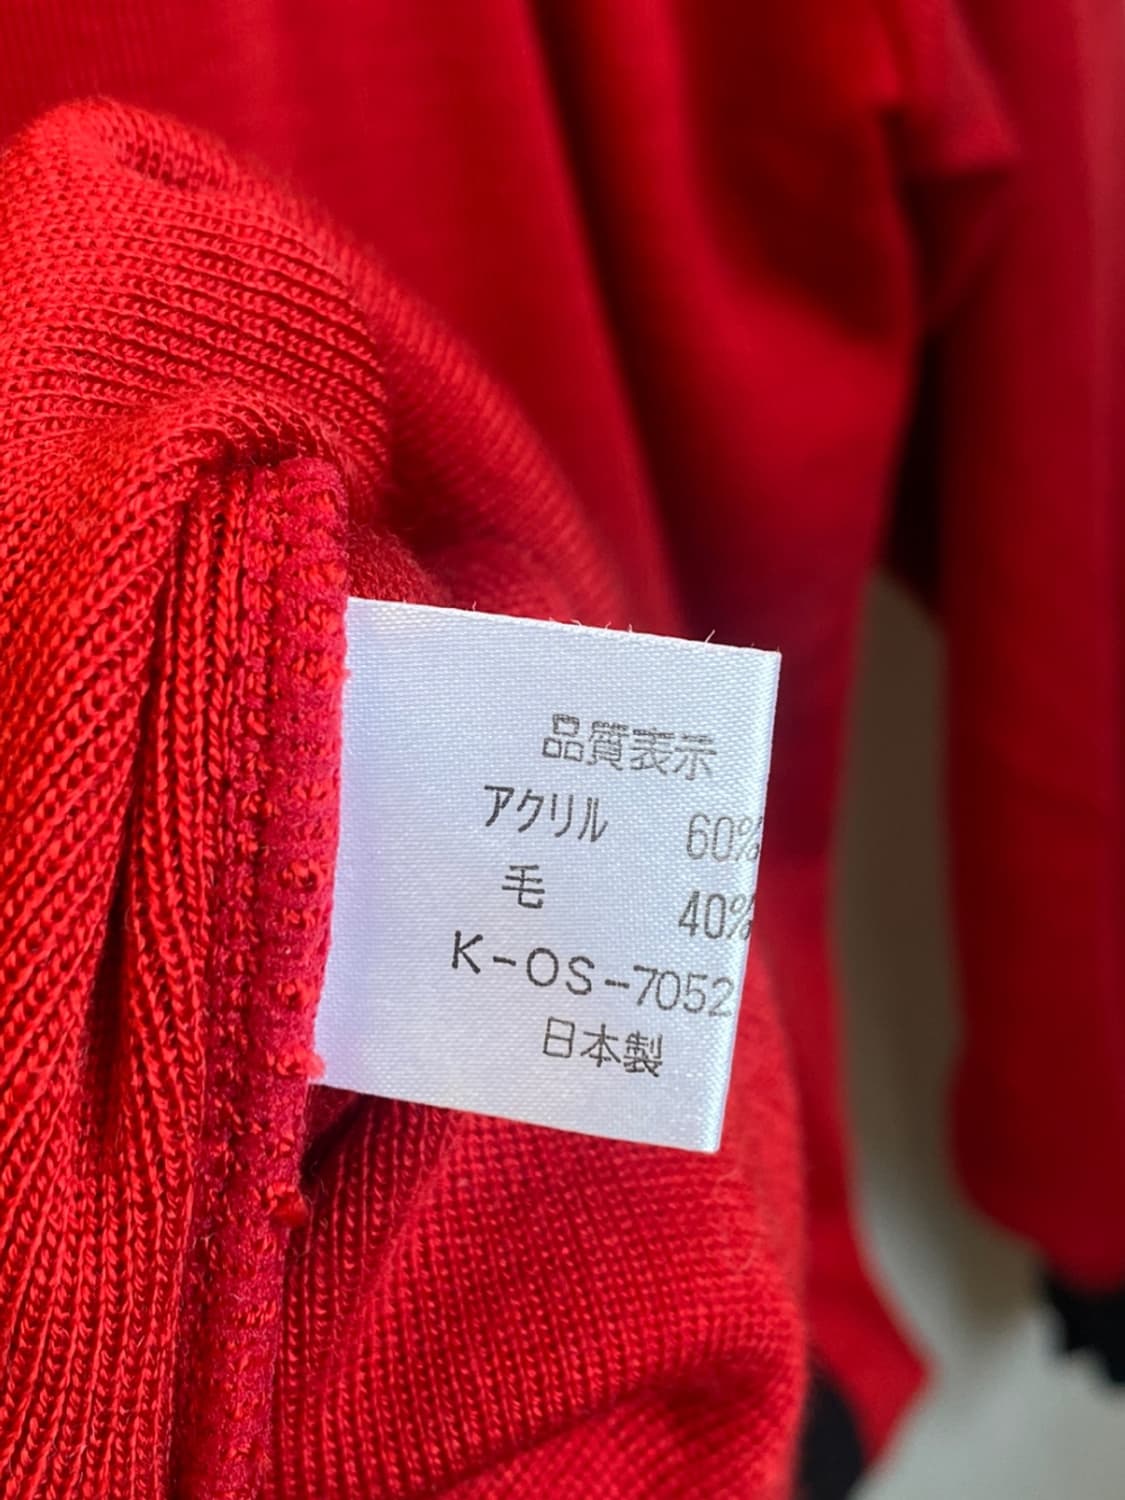 品質表示
アクリル 60%
毛 40%
K-OS-7052
日本製